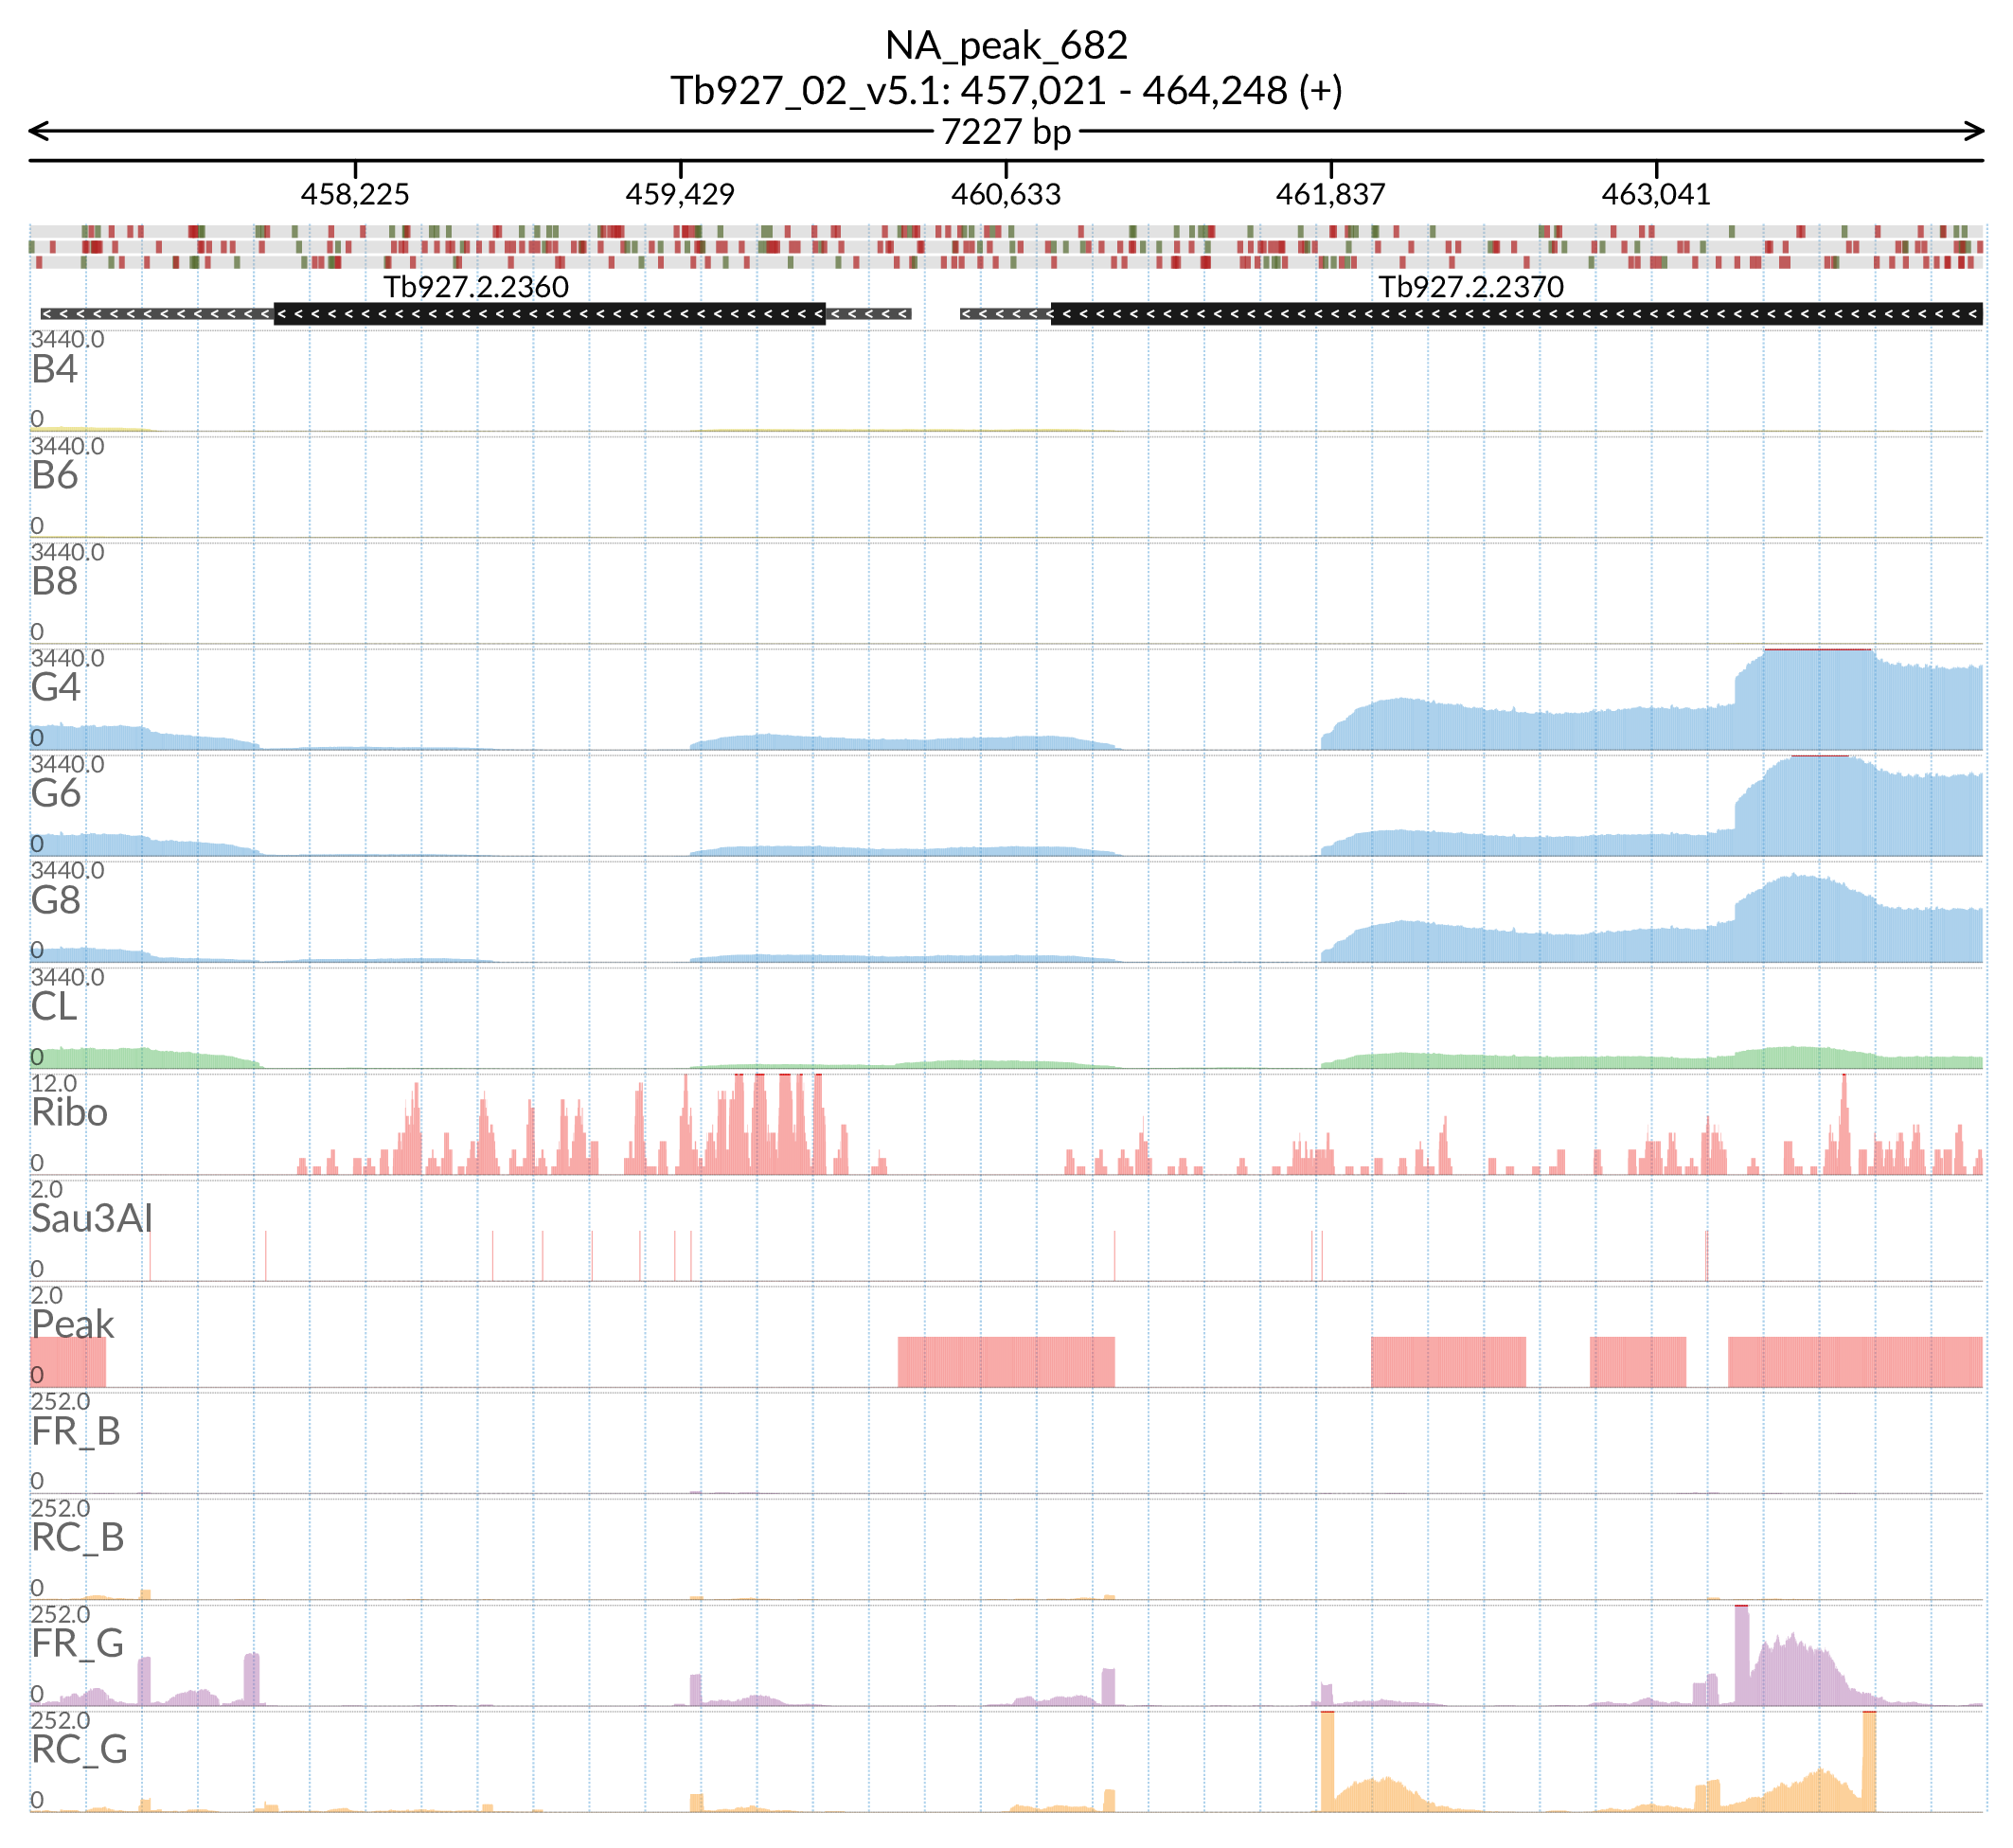 NA_peak_682
Tb927_02_v5.1: 457,021 - 464,248 (+)
7227 bp
458,225 459,429 460,633 461,837 463,041
Tb927.2.2360 Tb927.2.2370
3440.0
B4
0
3440.0
B6
0
3440.0
B8
0
3440.0
G4
0
3440.0
G6
0
3440.0
G8
0
3440.0
CL
0
12.0
Ribo
0
2.0
Sau3AI
0
2.0
Peak
0
252.0
FR_B
0
252.0
RC_B
0
252.0
FR_G
0
252.0
RC_G
0